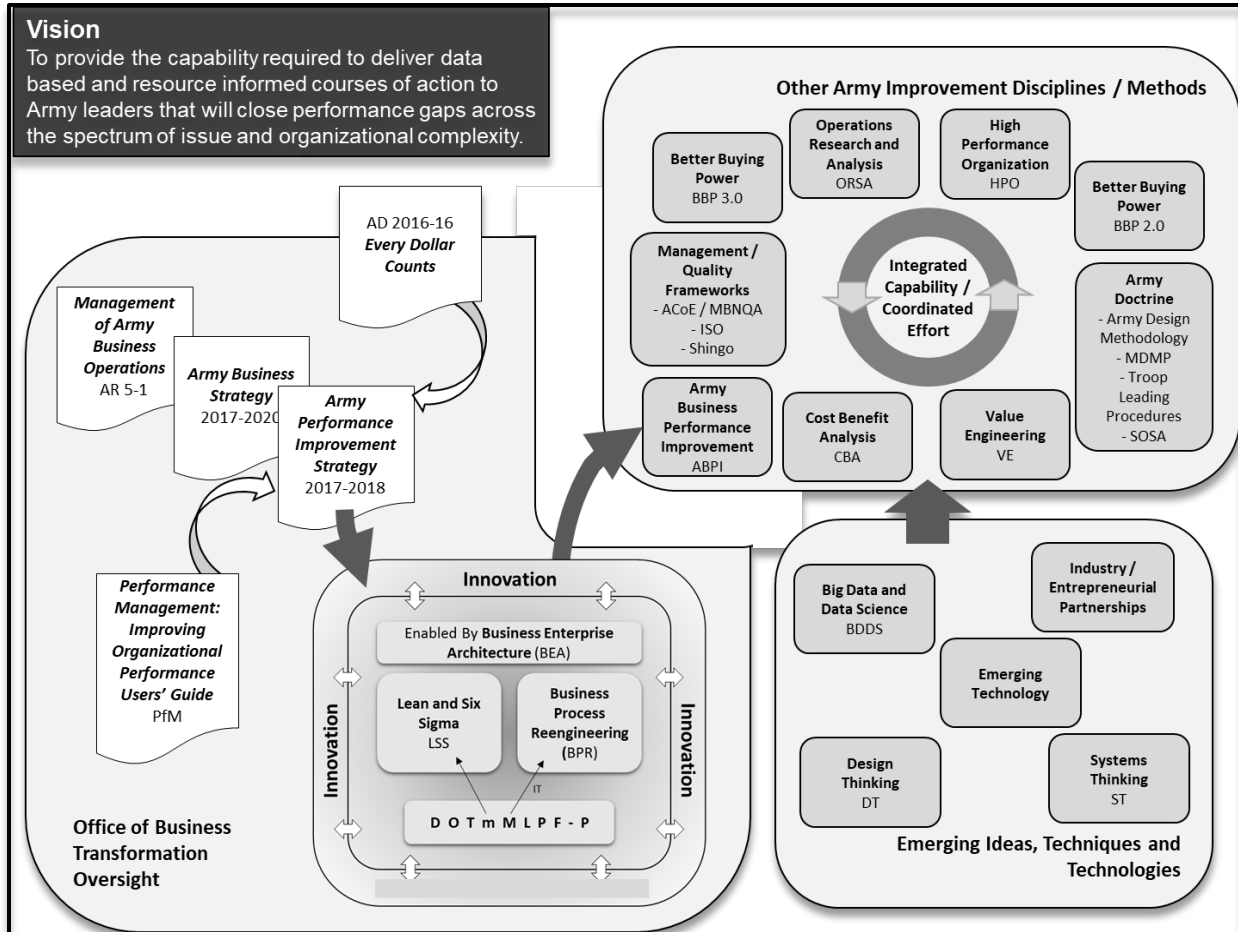 Vision
To provide the capability required to deliver data
based and resource informed courses of action to
Army leaders that will close performance gaps across
the spectrum of issue and organizational complexity.
AD 2016-16
Every Dollar
Counts
Management
of Army
Business
Operations
AR 5-1
Army Business
Strategy
2017-2020
Army
Performance
Improvement
Strategy
2017-2018
Performance
Management:
Improving
Organizational
Performance
Users' Guide
PfM
Office of Business
Transformation
Oversight
Innovation
Innovation
Innovation
Enabled By Business Enterprise
Architecture (BEA)
Lean and Six
Sigma
LSS
Business
Process
Reengineering
(BPR)
IT
D O T m M L P F - P
Other Army Improvement Disciplines / Methods
Better Buying
Power
BBP 3.0
Operations
Research and
Analysis
ORSA
High
Performance
Organization
HPO
Better Buying
Power
BBP 2.0
Management /
Quality
Frameworks
- ACoE / MBNQA
- ISO
- Shingo
Integrated
Capability /
Coordinated
Effort
Army
Doctrine
- Army Design
Methodology
- MDMP
- Troop
Leading
Procedures
- SOSA
Army
Business
Performance
Improvement
ABPI
Cost Benefit
Analysis
CBA
Value
Engineering
VE
Big Data and
Data Science
BDDS
Industry /
Entrepreneurial
Partnerships
Emerging
Technology
Design
Thinking
DT
Systems
Thinking
ST
Emerging Ideas, Techniques and
Technologies